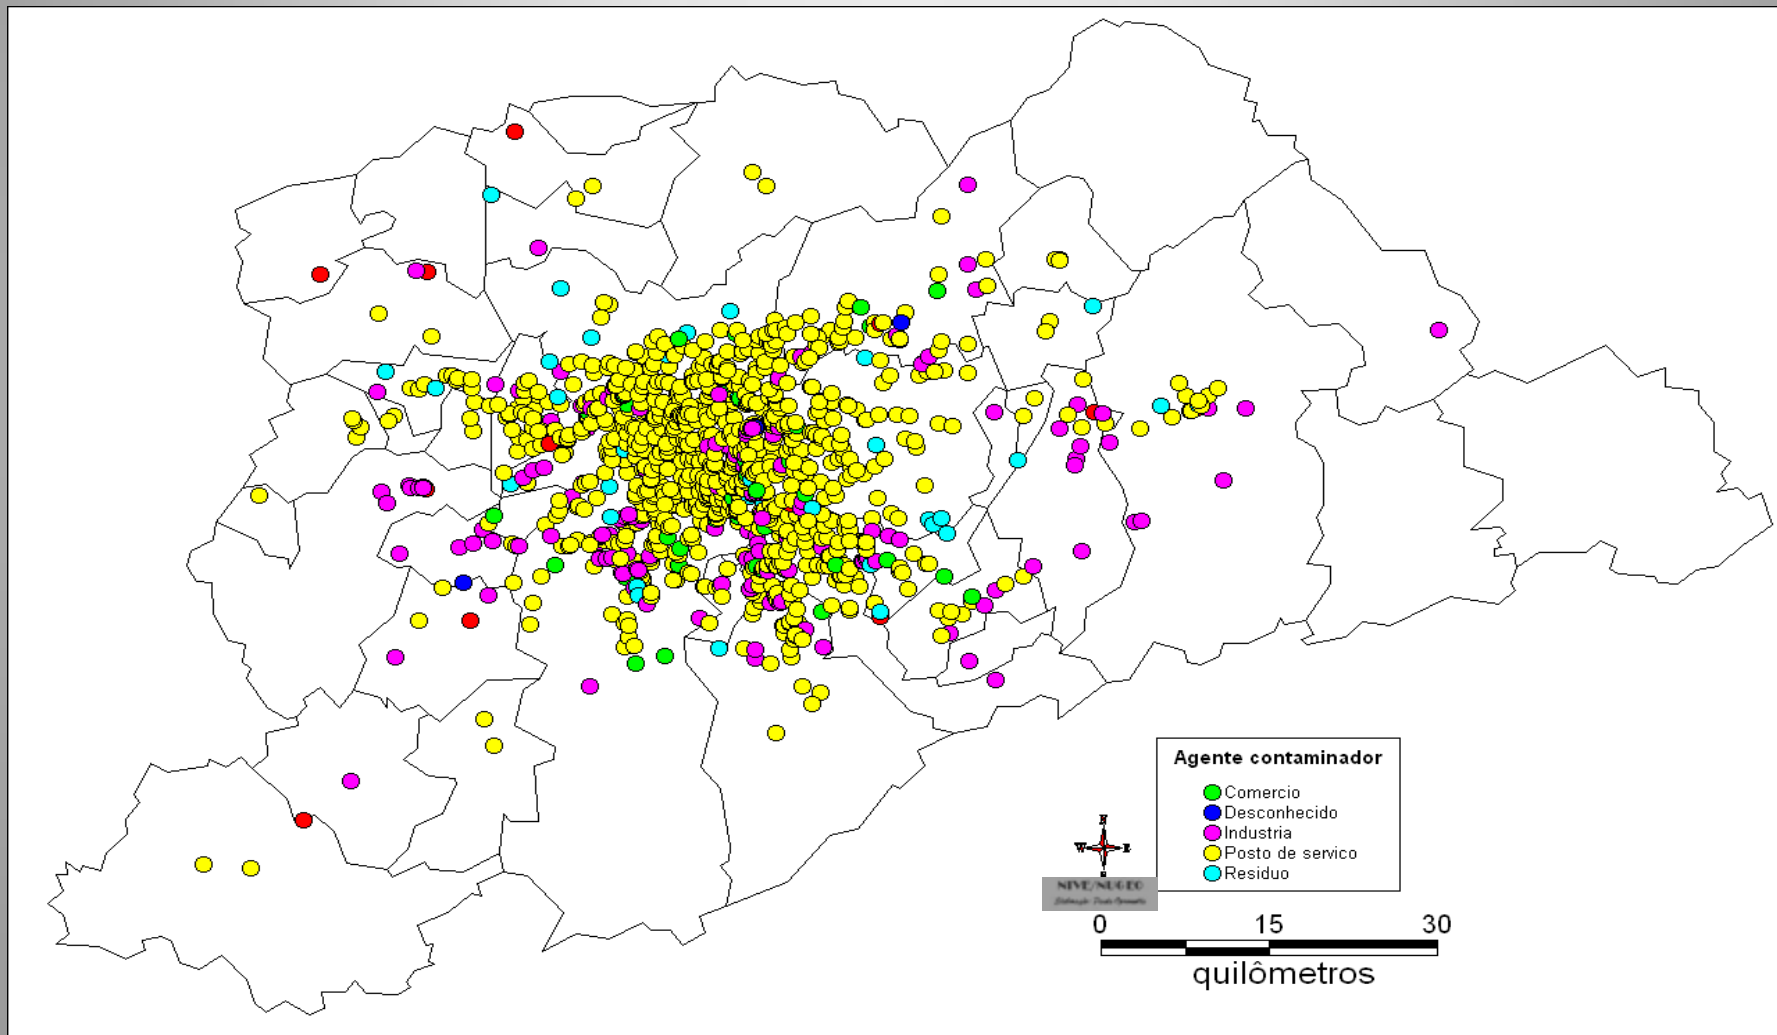 Agente contaminador
Comercio
Desconhecido
Industria
Posto de servico
Residuo
N
W E
NIVE/NUGEO
0 15 30
quilômetros